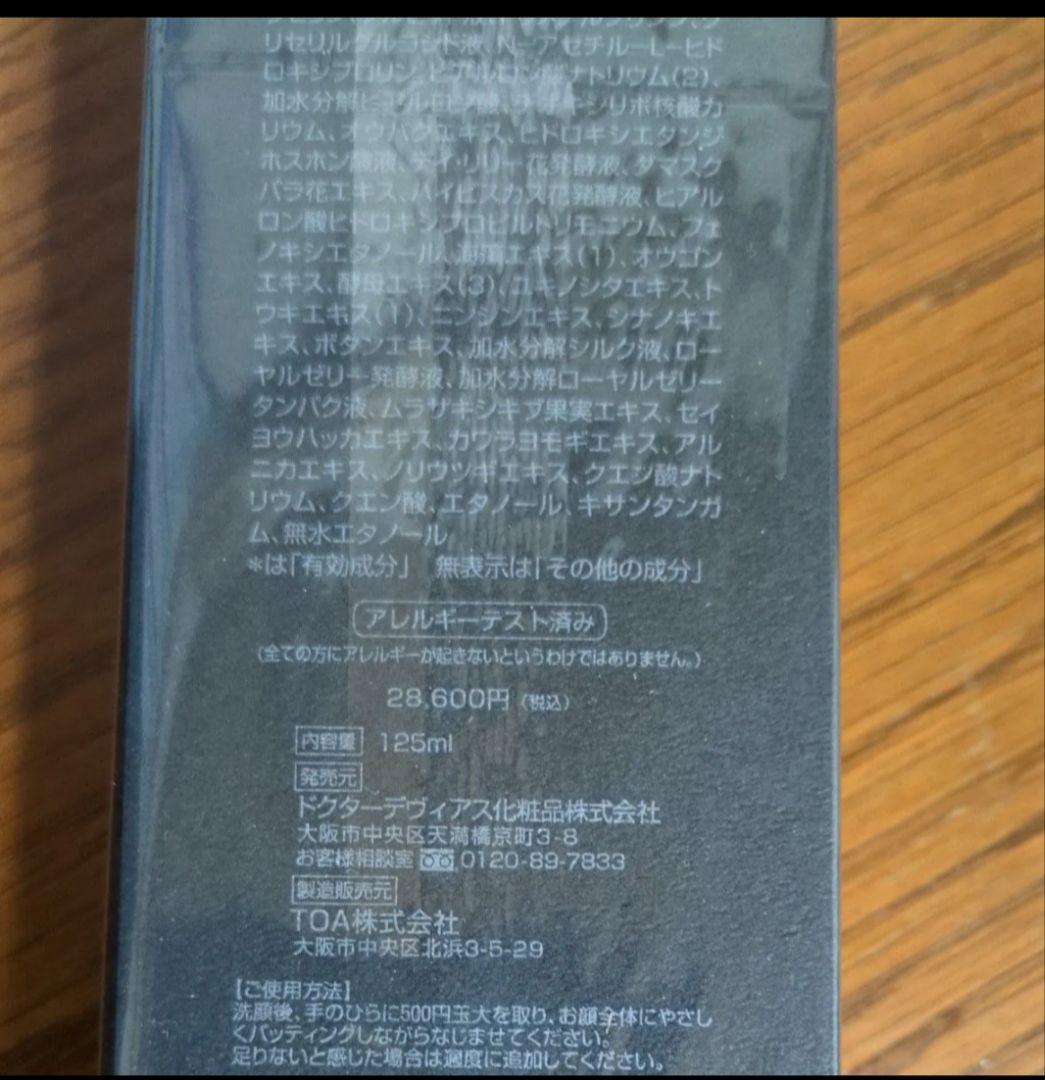 リセリルグルコシド液、N-アセチル-L-ヒド
ロキシプロリン、ヒアルロン酸ナトリウム(2)、
加水分解ヒアルロン酸、デオキシリボ核酸カ
リウム、オウバクエキス、ヒドロキシエタンジ
ホスホン酸液、デイリリー花発酵液、ダマスク
バラ花エキス、ハイビスカス花発酵液、ヒアル
ロン酸ヒドロキシプロピルトリモニウム、フェ
ノキシエタノール、海藻エキス(1)、オウゴン
エキス、酵母エキス(3)、ユキノシタエキス、ト
ウキエキス(1)、ニンジンエキス、シナノキエ
キス、ボタンエキス、加水分解シルク液、ロー
ヤルゼリー発酵液、加水分解ローヤルゼリー
タンパク液、ムラサキシキブ果実エキス、セイ
ヨウハッカエキス、カワラヨモギエキス、アル
ニカエキス、ノリウツギエキス、クエン酸ナト
リウム、クエン酸、エタノール、キサンタンガ
ム、無水エタノール
*は「有効成分」 無表示は「その他の成分」
アレルギーテスト済み
(全ての方にアレルギーが起きないというわけではありません。)
28,600円(税込)
内容量 125ml
発売元
ドクターデヴィアス化粧品株式会社
大阪市中央区天満橋京町3-8
お客様相談室 0120-89-7833
製造販売元
TOA株式会社
大阪市中央区北浜3-5-29
【ご使用方法】
洗顔後、手のひらに500円玉大を取り、お顔全体にやさし
くパッティングしながらなじませてください。
足りないと感じた場合は適度に追加してください。